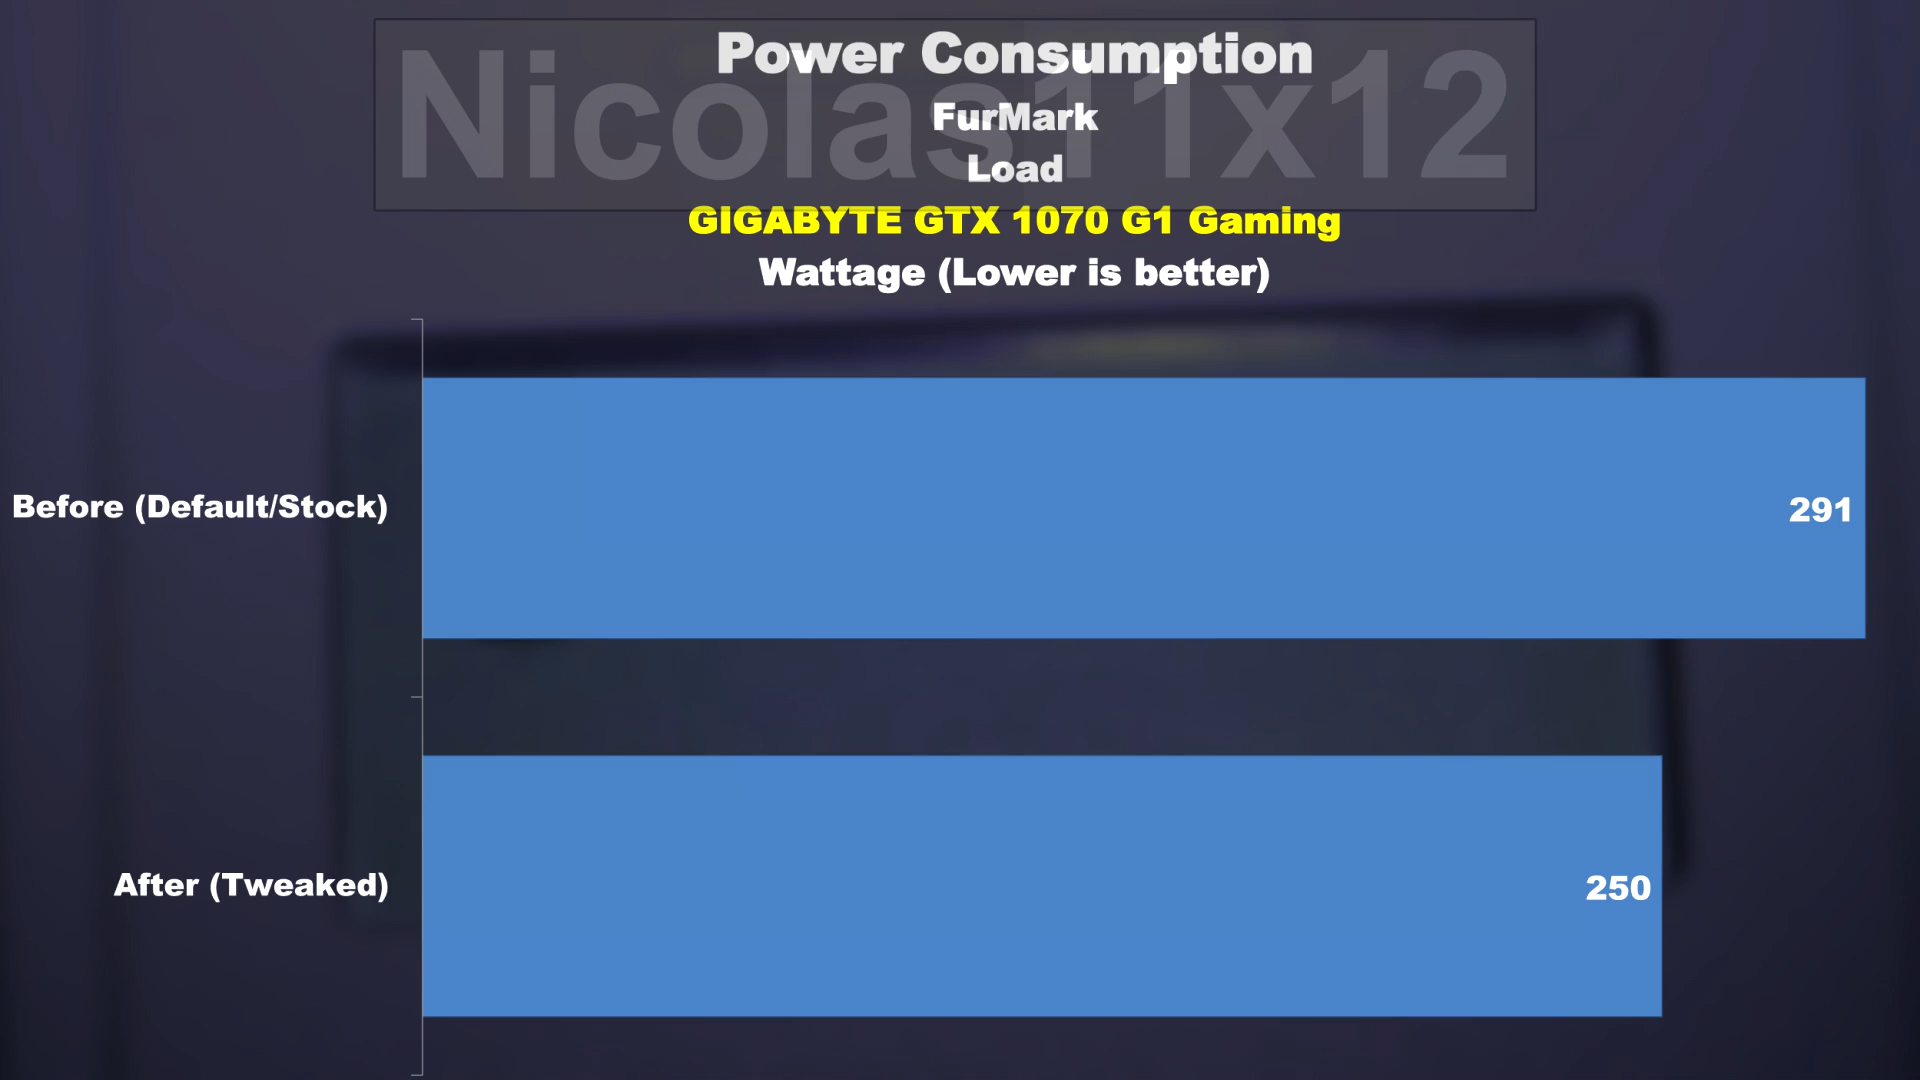 Nicolas11x12
Power Consumption
FurMark
Load
GIGABYTE GTX 1070 G1 Gaming
Wattage (Lower is better)
Before (Default/Stock)
291
After (Tweaked)
250